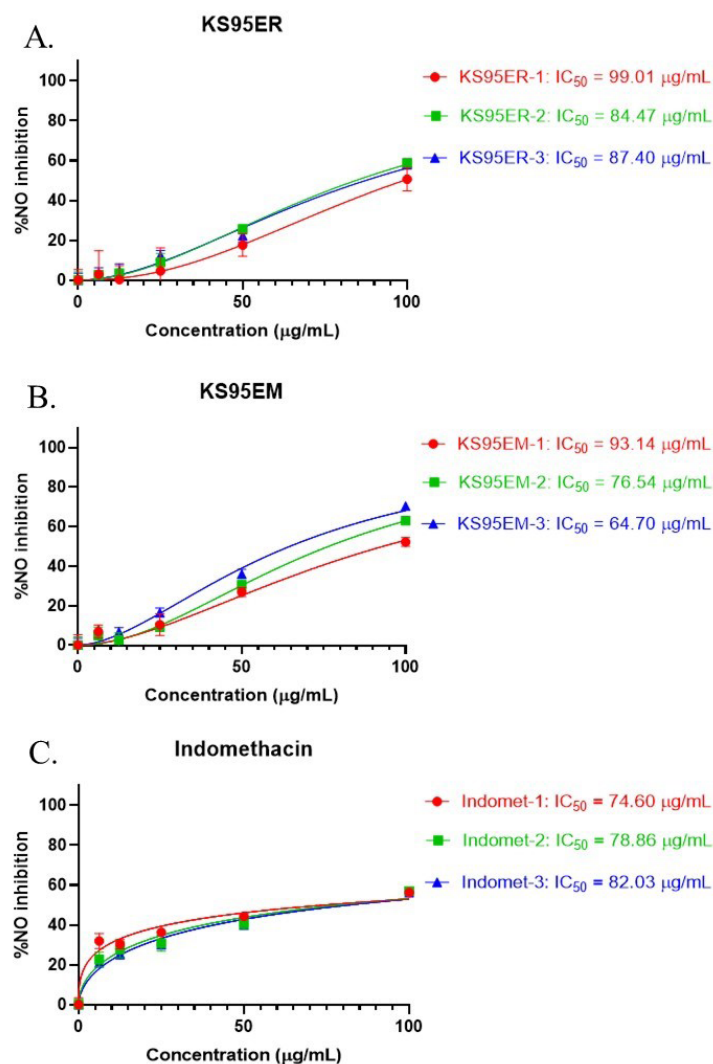 A.
KS95ER
%NO inhibition
100
80
60
40
20
0
0
50
100
Concentration (μg/mL)
KS95ER-1: IC50 = 99.01 μg/mL
KS95ER-2: IC50 = 84.47 μg/mL
KS95ER-3: IC50 = 87.40 μg/mL
B.
KS95EM
%NO inhibition
100
80
60
40
20
0
0
50
100
Concentration (μg/mL)
KS95EM-1: IC50 = 93.14 μg/mL
KS95EM-2: IC50 = 76.54 μg/mL
KS95EM-3: IC50 = 64.70 μg/mL
C.
Indomethacin
%NO inhibition
100
80
60
40
20
0
0
50
100
Concentration (μg/mL)
Indomet-1: IC50 = 74.60 μg/mL
Indomet-2: IC50 = 78.86 μg/mL
Indomet-3: IC50 = 82.03 μg/mL